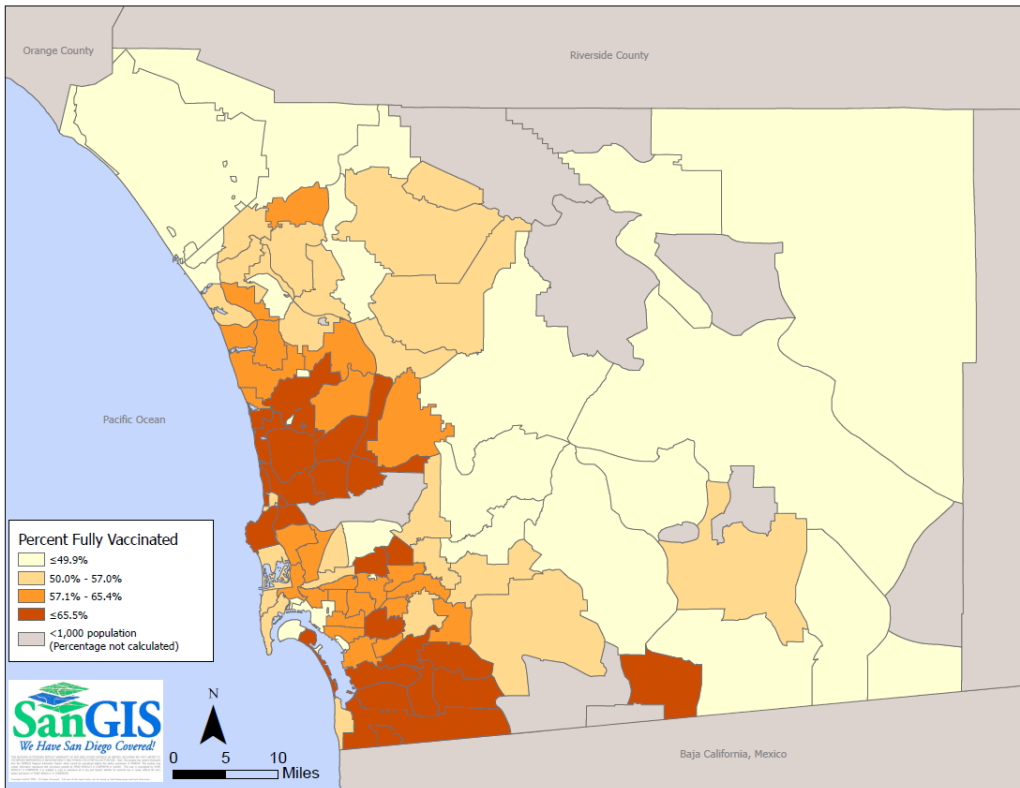 Orange County
Riverside County
Pacific Ocean
Percent Fully Vaccinated
≤49.9%
50.0% - 57.0%
57.1% - 65.4%
≤65.5%
<1,000 population
(Percentage not calculated)
SanGIS
We Have San Diego Covered!
N
0 5 10
Miles
Baja California, Mexico